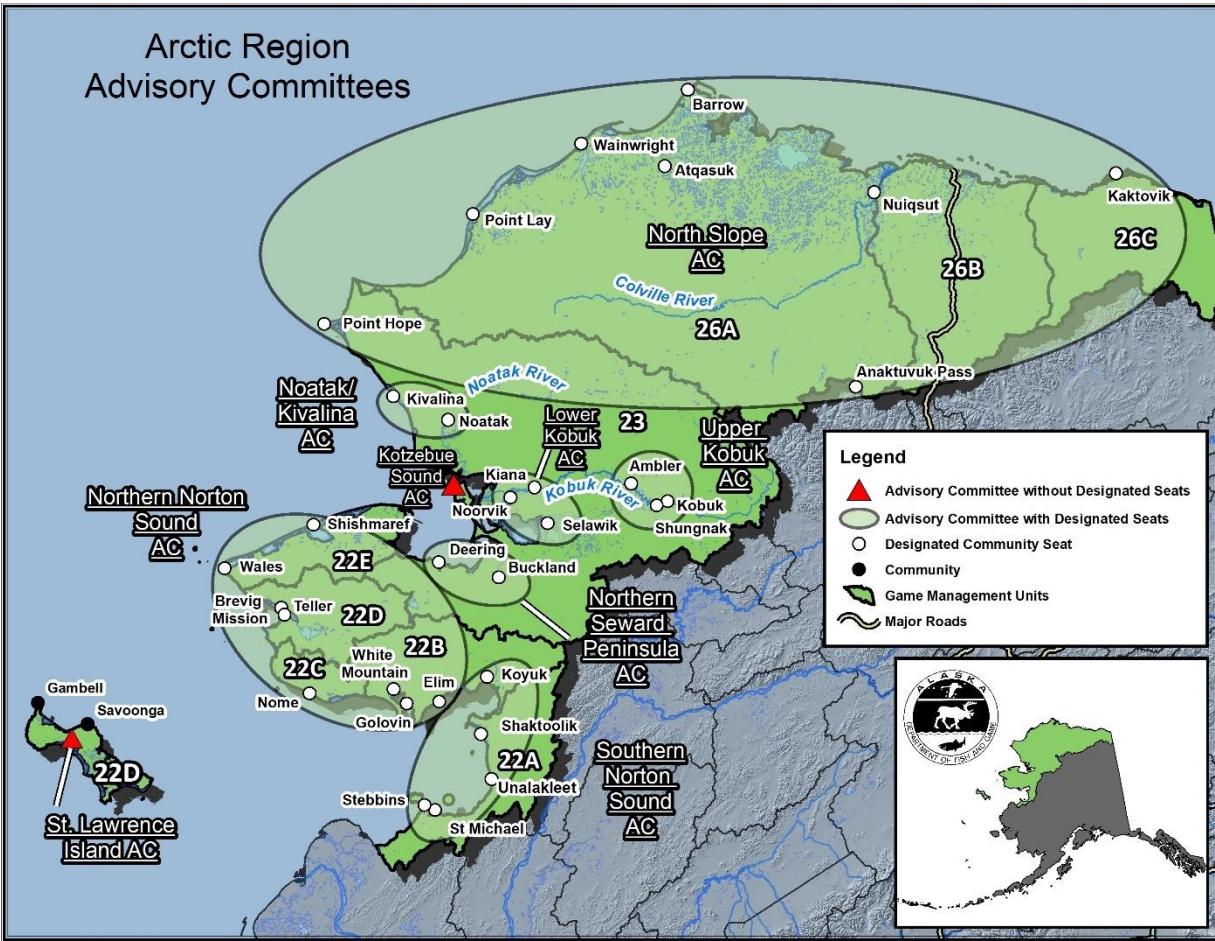 Arctic Region
Advisory Committees
Barrow
Wainwright
Atqasuk
Kaktovik
Nuiqsut
Point Lay
North Slope
AC
26C
26B
Colville River
26A
Point Hope
Anaktuvuk Pass
Noatak River
Noatak/
Kivalina
AC
Kivalina
Noatak
23
Lower
Kobuk
AC
Upper
Kobuk
AC
Kotzebue
Sound
AC
Kiana
Ambler
Kobuk River
Noorvik
Kobuk
Selawik
Shungnak
Northern Norton
Sound
AC
Shishmaref
Deering
Buckland
22E
Wales
Brevig
Mission
Teller
22D
Northern
Seward
Peninsula
AC
22B
White
Mountain
22C
Koyuk
Elim
Nome
Golovin
Gambell
Savoonga
Shaktoolik
22A
22D
Unalakleet
Southern
Norton
Sound
AC
Stebbins
St Michael
St. Lawrence
Island AC
Legend
Advisory Committee without Designated Seats
Advisory Committee with Designated Seats
Designated Community Seat
Community
Game Management Units
Major Roads
ALASKA
DEPARTMENT OF FISH AND GAME